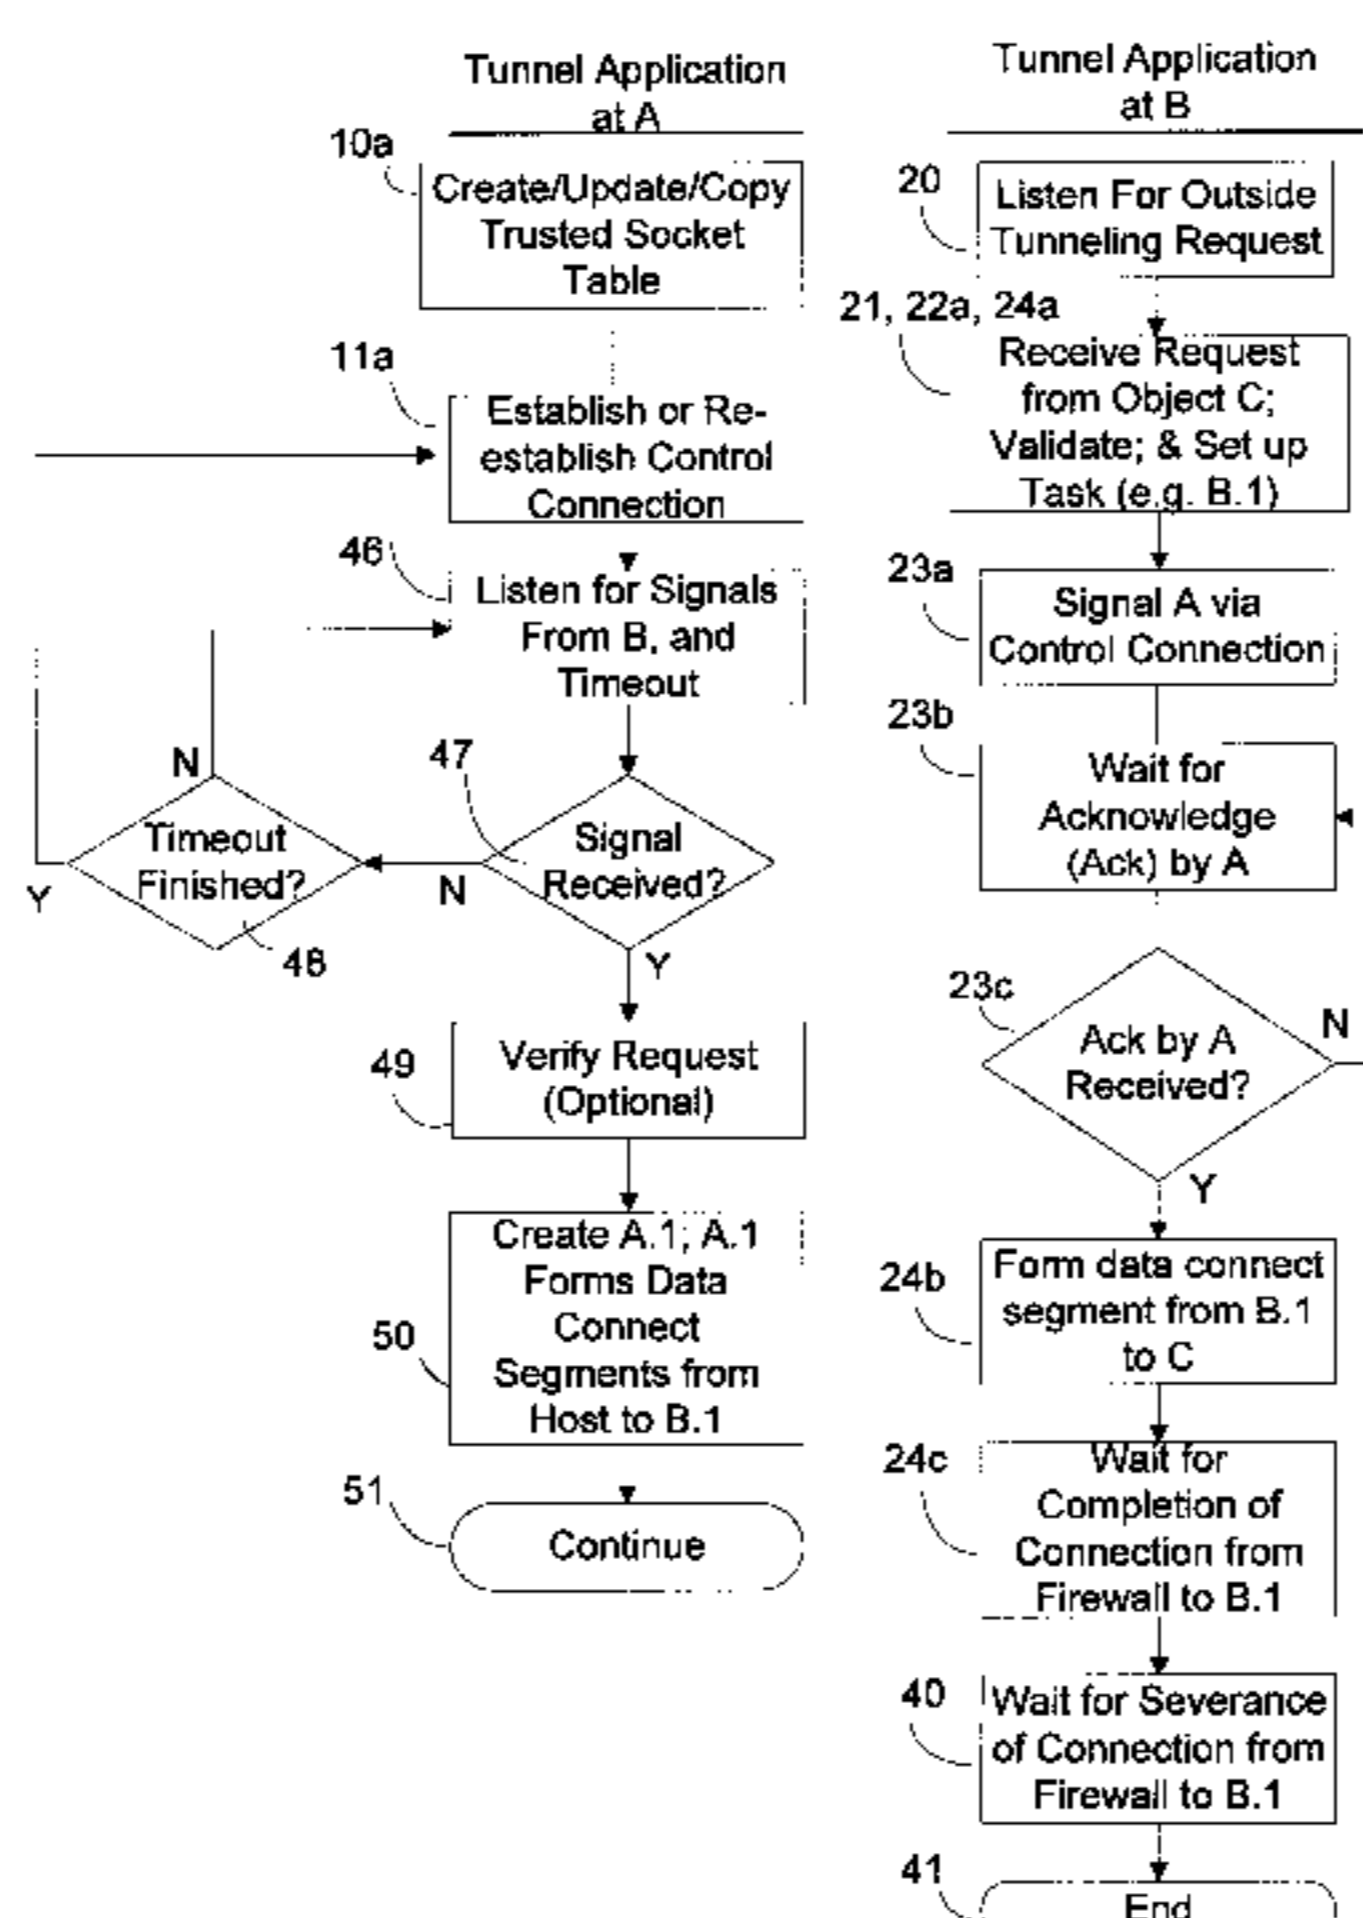 Tunnel Application
at A
10a
Create/Update/Copy
Trusted Socket
Table
11a
Establish or Re-
establish Control
Connection
46
Listen for Signals
From B, and
Timeout
N
47
Timeout
Finished?
Signal
Received?
Y
N
48
Y
49
Verify Request
(Optional)
Create A.1; A.1
Forms Data
Connect
Segments from
Host to B.1
50
51
Continue
Tunnel Application
at B
20
Listen For Outside
Tunneling Request
21, 22a, 24a
Receive Request
from Object C;
Validate; & Set up
Task (e.g. B.1)
23a
Signal A via
Control Connection
23b
Wait for
Acknowledge
(Ack) by A
23c
N
Ack by A
Received?
Y
24b
Form data connect
segment from B.1
to C
24c
Wait for
Completion of
Connection from
Firewall to B.1
40
Wait for Severance
of Connection from
Firewall to B.1
41
End